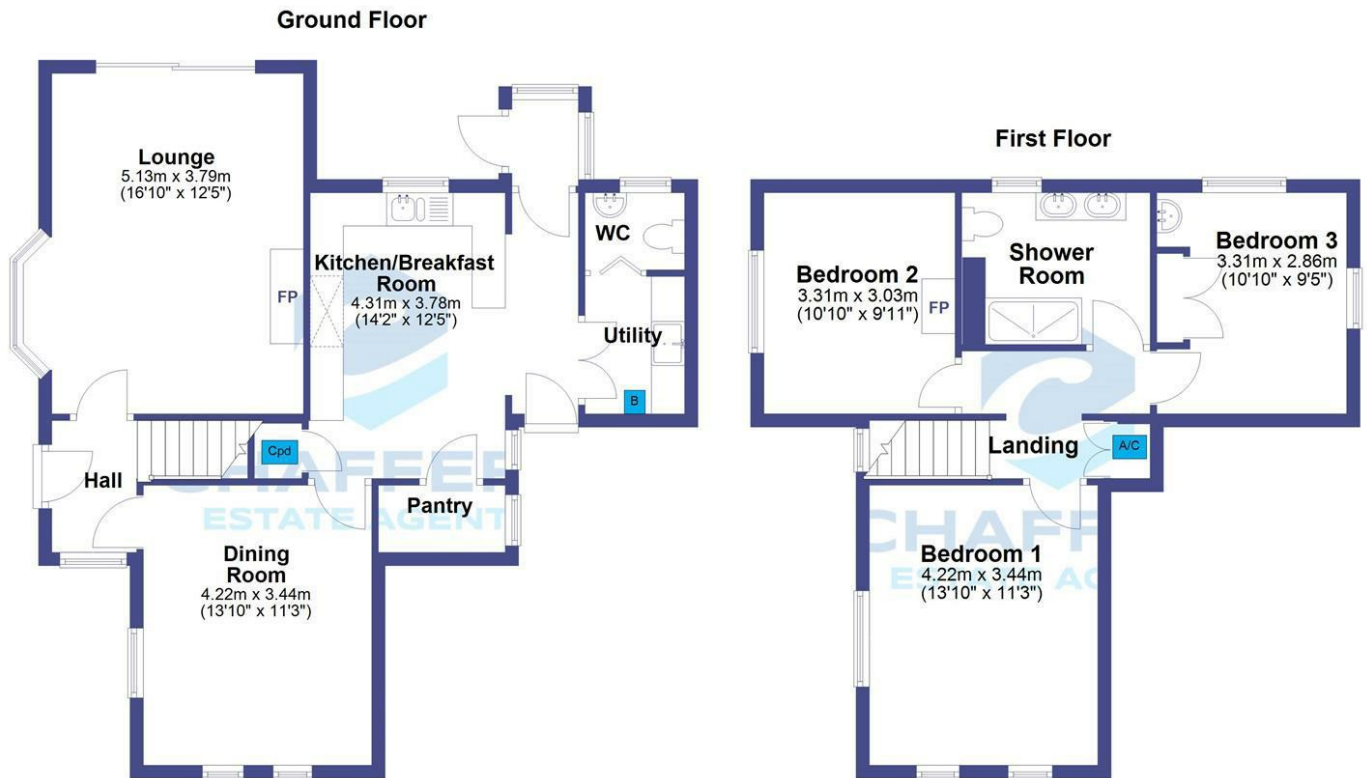 Ground Floor
Lounge
5.13m x 3.79m
(16'10" x 12'5")
FP
Kitchen/Breakfast
Room
4.31m x 3.78m
(14'2" x 12'5")
WC
Utility
B
Cpd
Hall
Pantry
Dining
Room
4.22m x 3.44m
(13'10" x 11'3")
CHAFFER
ESTATE AGENT
First Floor
Bedroom 2
3.31m x 3.03m
(10'10" x 9'11")
FP
Shower
Room
Bedroom 3
3.31m x 2.86m
(10'10" x 9'5")
Landing
A/C
Bedroom 1
4.22m x 3.44m
(13'10" x 11'3")
CHAFF
ESTATE AG